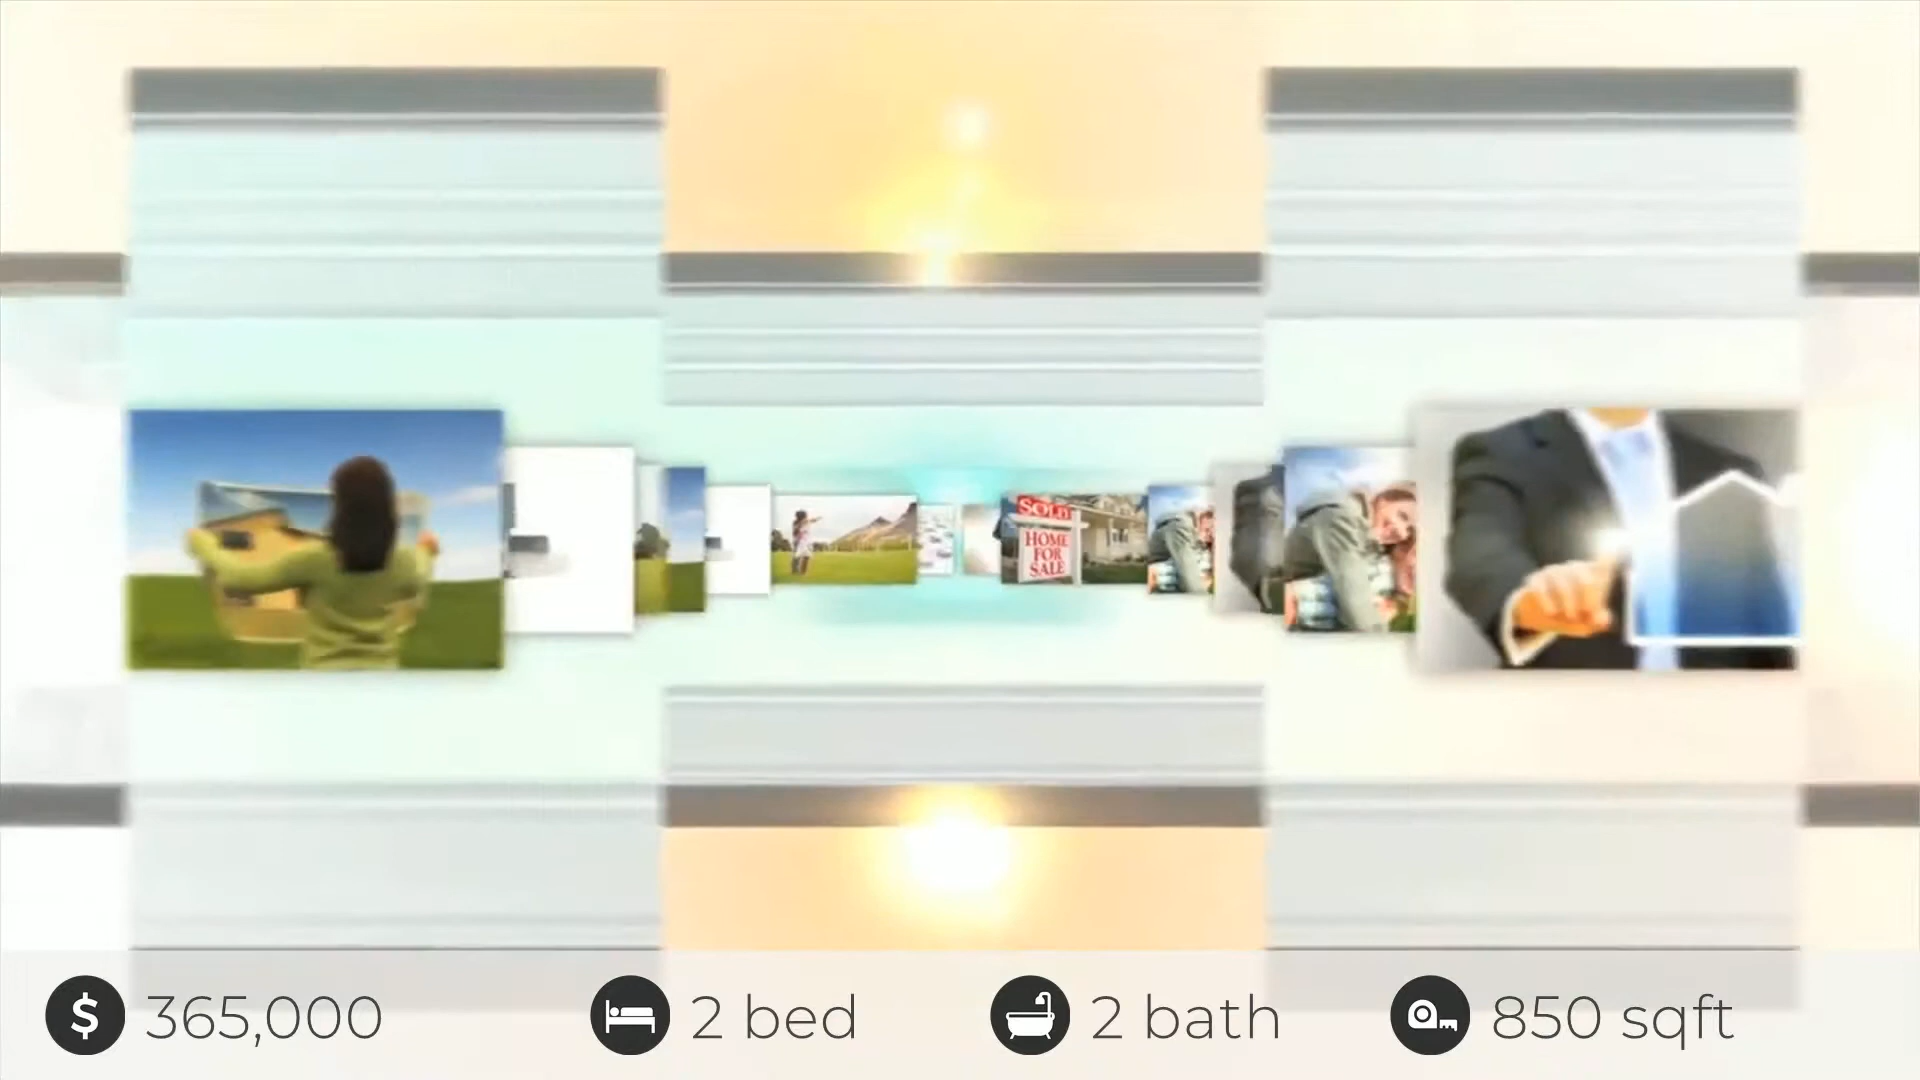 SOLD
HOME
FOR
SALE
$ 365,000
2 bed
2 bath
850 sqft